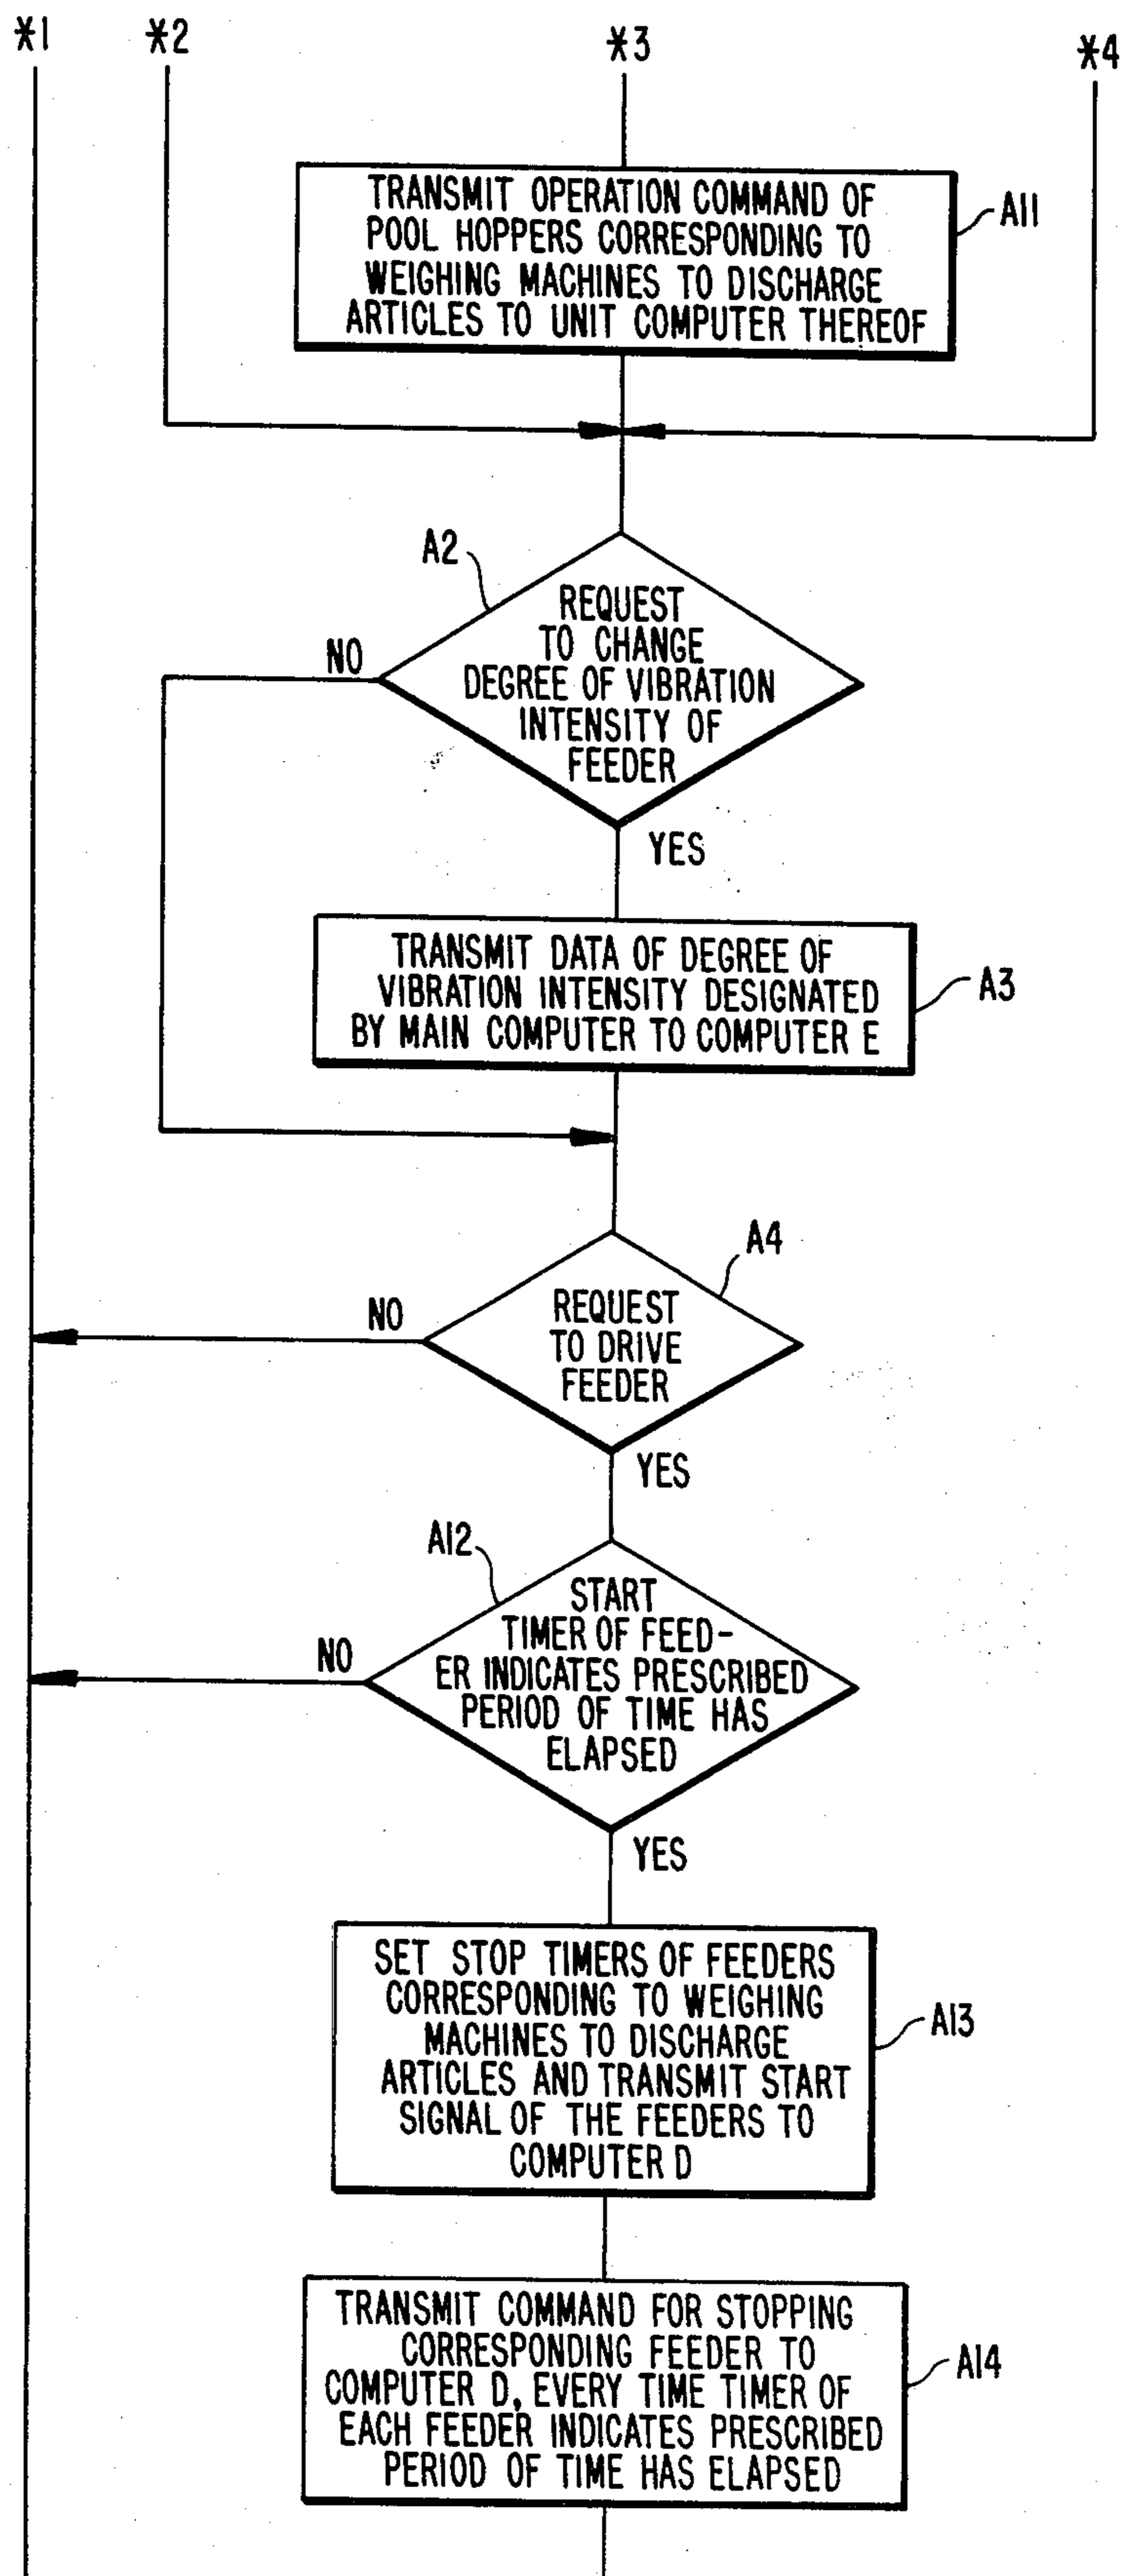 *1
*2
*3
*4
TRANSMIT OPERATION COMMAND OF
POOL HOPPERS CORRESPONDING TO
WEIGHING MACHINES TO DISCHARGE
ARTICLES TO UNIT COMPUTER THEREOF
A11
A2
REQUEST
TO CHANGE
DEGREE OF VIBRATION
INTENSITY OF
FEEDER
NO
YES
TRANSMIT DATA OF DEGREE OF
VIBRATION INTENSITY DESIGNATED
BY MAIN COMPUTER TO COMPUTER E
A3
A4
REQUEST
TO DRIVE
FEEDER
NO
YES
A12
START
TIMER OF FEED-
ER INDICATES PRESCRIBED
PERIOD OF TIME HAS
ELAPSED
NO
YES
SET STOP TIMERS OF FEEDERS
CORRESPONDING TO WEIGHING
MACHINES TO DISCHARGE
ARTICLES AND TRANSMIT START
SIGNAL OF THE FEEDERS TO
COMPUTER D
A13
TRANSMIT COMMAND FOR STOPPING
CORRESPONDING FEEDER TO
COMPUTER D, EVERY TIME TIMER OF
EACH FEEDER INDICATES PRESCRIBED
PERIOD OF TIME HAS ELAPSED
A14